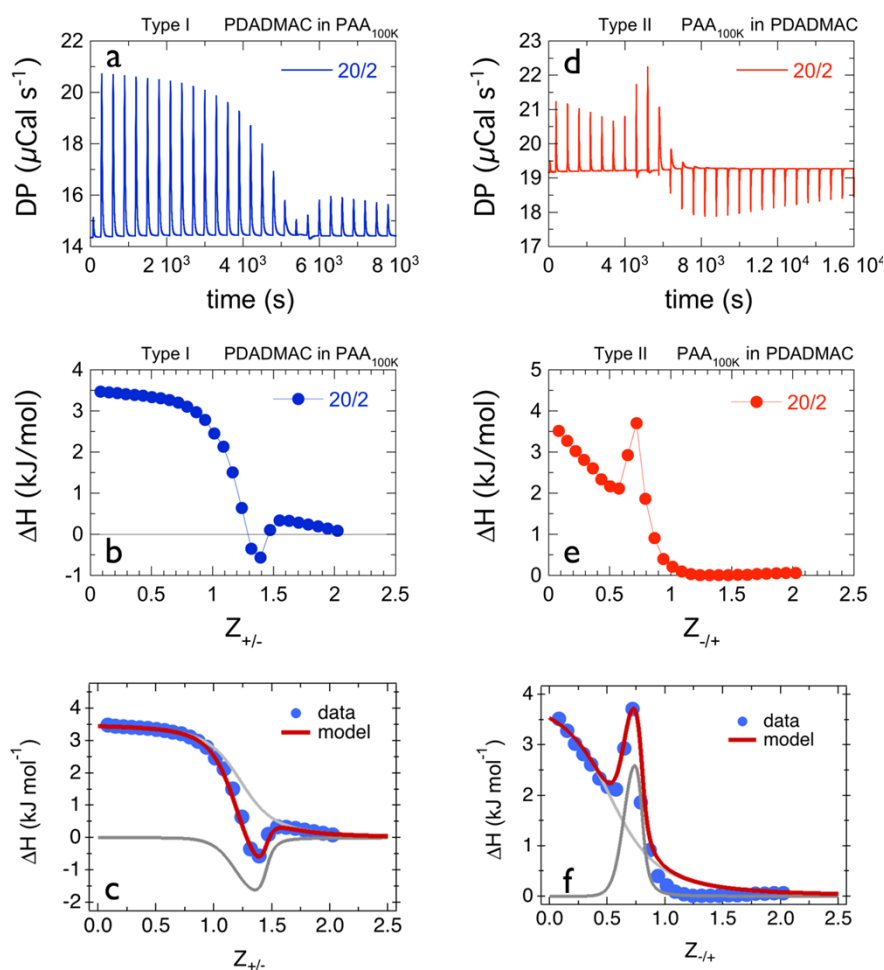 Type I PDADMAC in PAA100K
a
20/2
22
21
20
19
18
17
16
15
14
DP (µCal s-1)
0 2 10³ 4 10³ 6 10³ 8 10³
time (s)
Type II PAA100K in PDADMAC
d
20/2
23
22
21
20
19
18
17
DP (µCal s-1)
0 4 10³ 8 10³ 1.2 10⁴ 1.6 10⁴
time (s)
Type I PDADMAC in PAA100K
20/2
4
3
2
1
0
-1
ΔH (kJ/mol)
b
0 0.5 1 1.5 2 2.5
Z+/-
Type II PAA100K in PDADMAC
20/2
5
4
3
2
1
0
ΔH (kJ/mol)
e
0 0.5 1 1.5 2 2.5
Z-/+
data
model
4
3
2
1
0
-1
-2
ΔH (kJ mol-1)
c
0.0 0.5 1.0 1.5 2.0 2.5
Z+/-
data
model
4
3
2
1
0
ΔH (kJ mol-1)
f
0.0 0.5 1.0 1.5 2.0 2.5
Z-/+